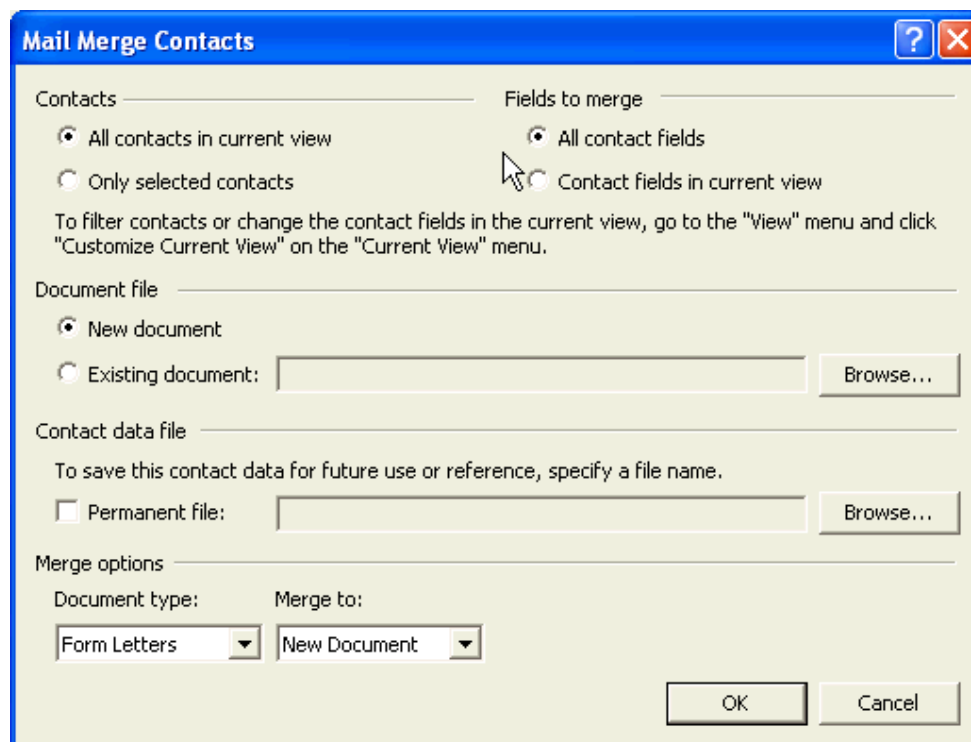 Mail Merge Contacts
Contacts
Fields to merge
All contacts in current view
All contact fields
Only selected contacts
Contact fields in current view
To filter contacts or change the contact fields in the current view, go to the "View" menu and click
"Customize Current View" on the "Current View" menu.
Document file
New document
Existing document:
Browse...
Contact data file
To save this contact data for future use or reference, specify a file name.
Permanent file:
Browse...
Merge options
Document type:
Merge to:
Form Letters
New Document
OK
Cancel